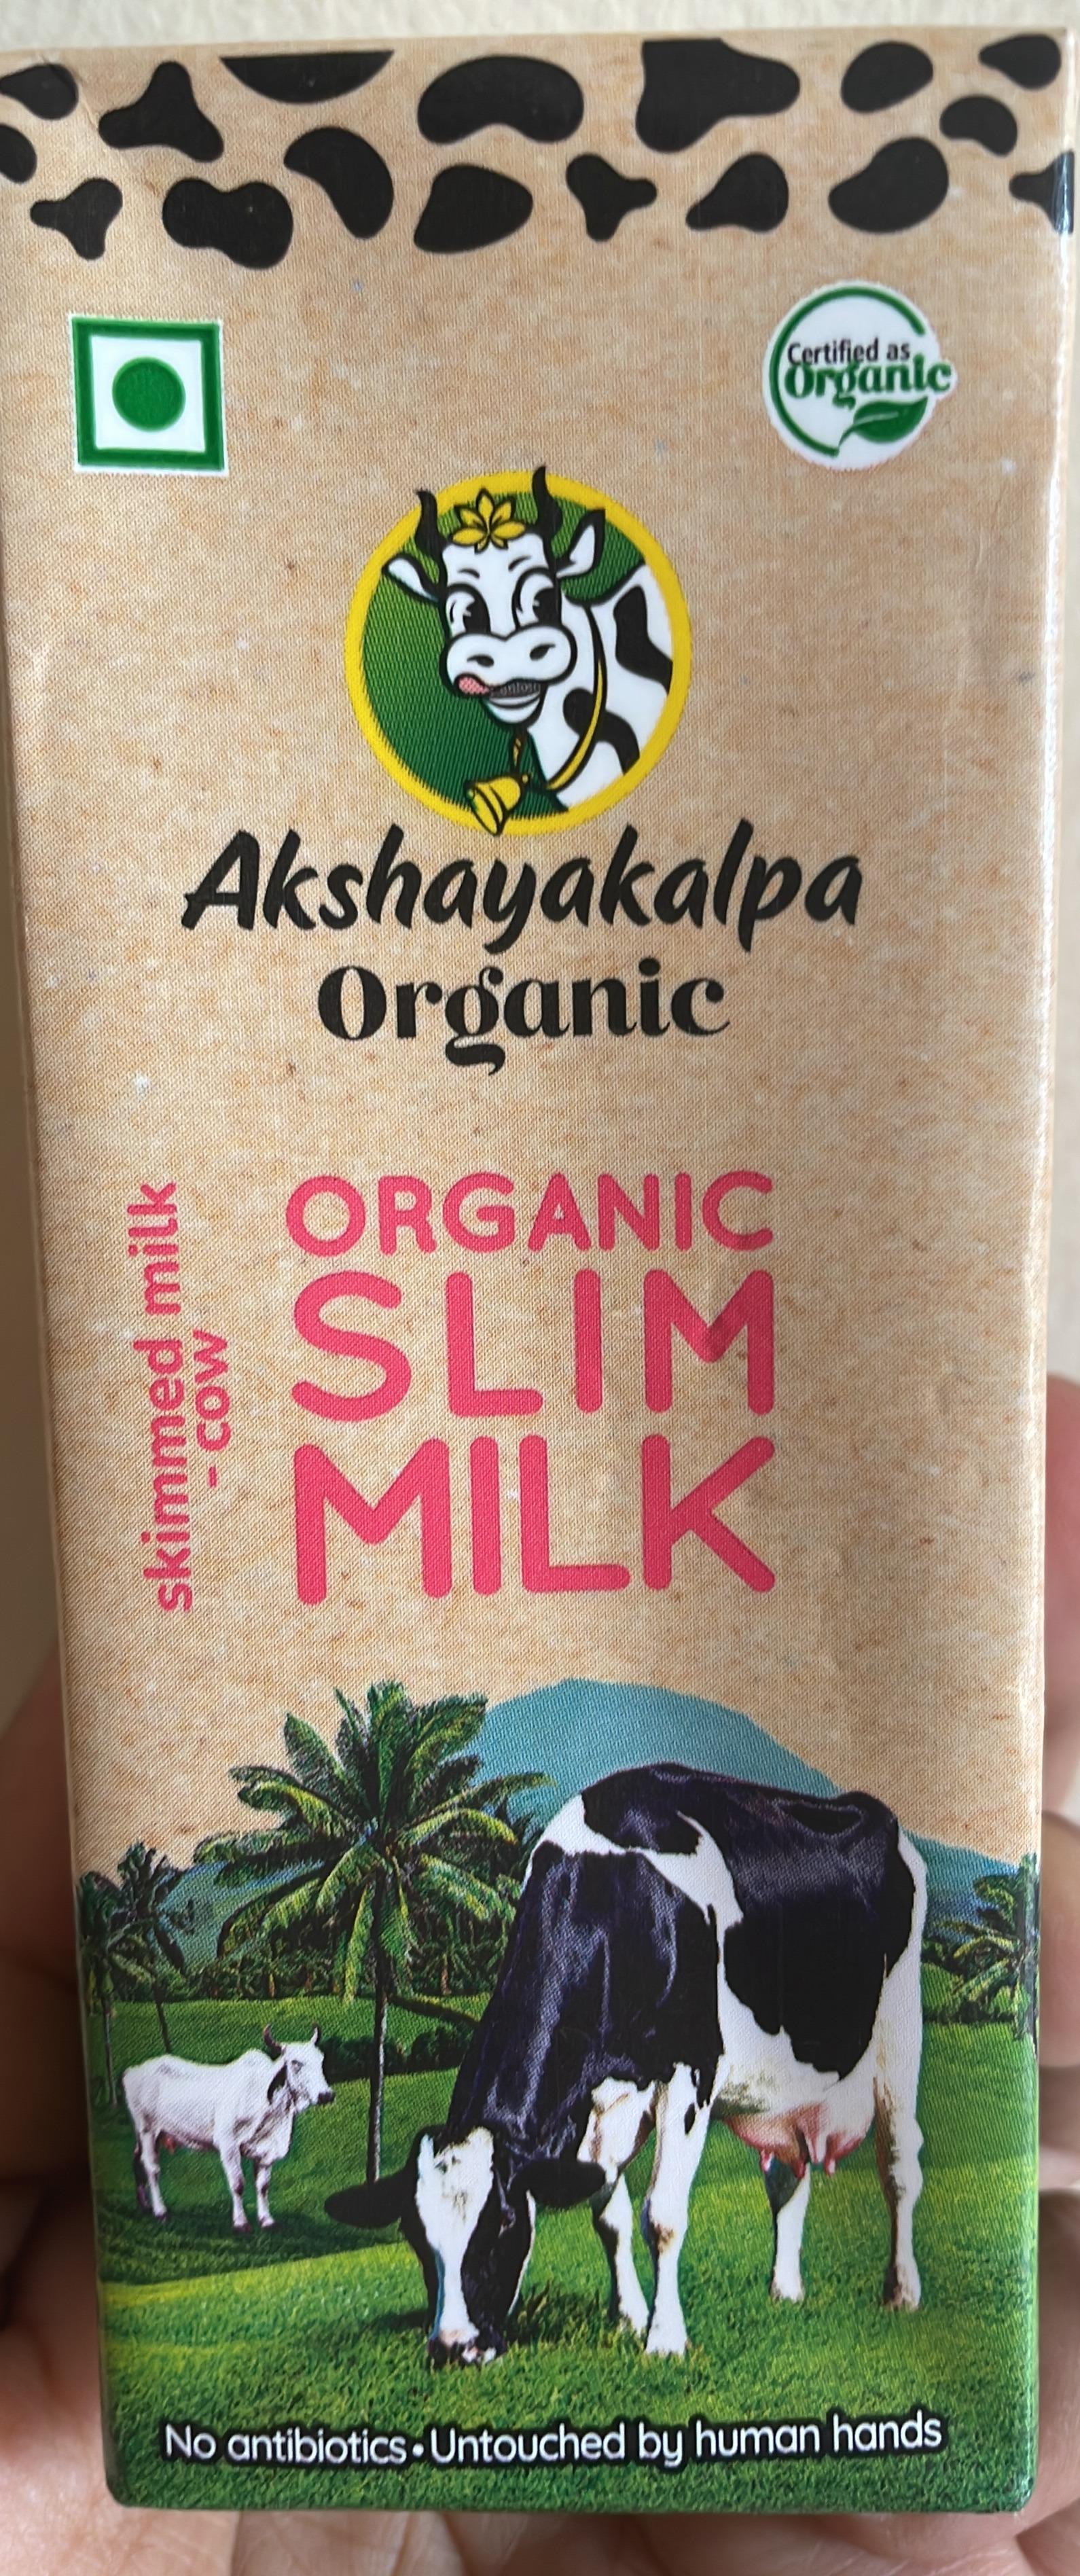 Certified as
Organic
Akshayakalpa
Organic
ORGANIC
SLIM
MILK
skimmed milk
- cow
No antibiotics • Untouched by human hands